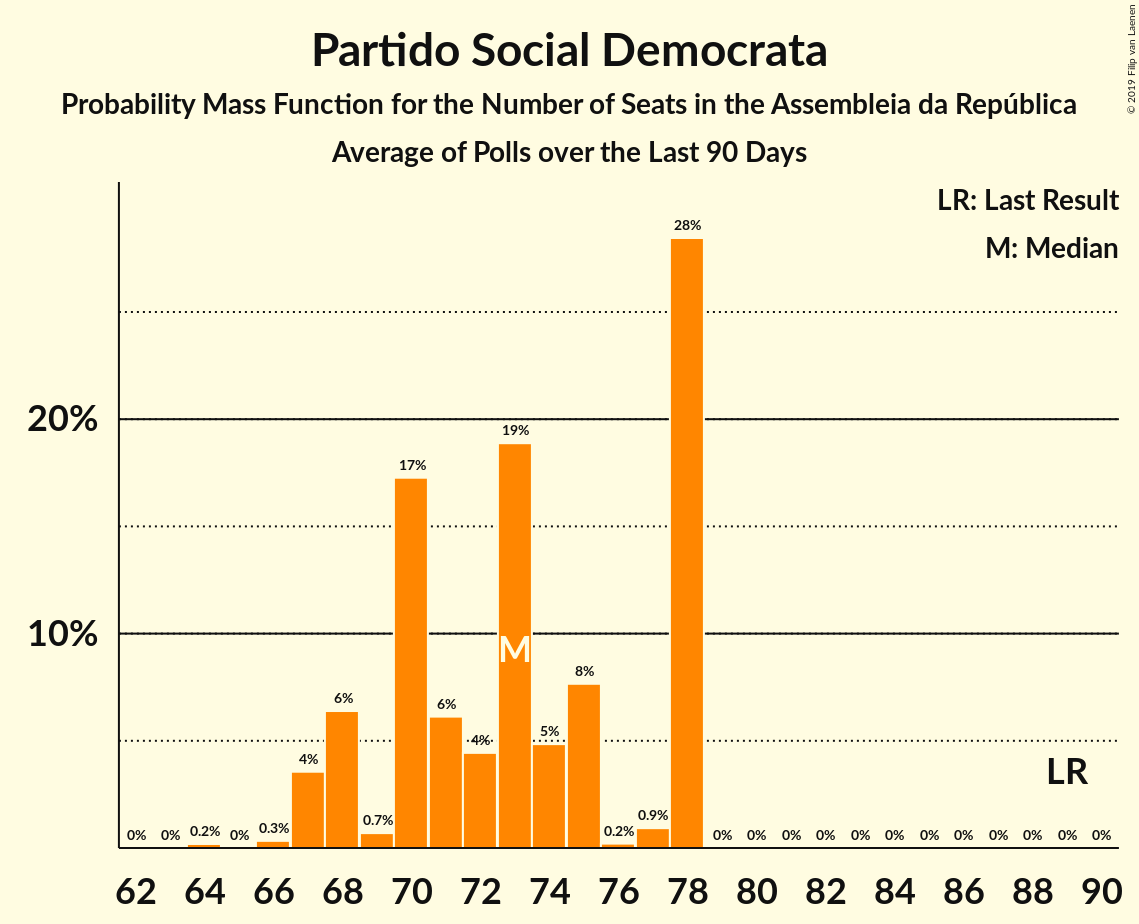 Partido Social Democrata
Probability Mass Function for the Number of Seats in the Assembleia da República
Average of Polls over the Last 90 Days
© 2019 Filip van Laenen
LR: Last Result
M: Median
20%
10%
0% 0% 0.2% 0% 0.3% 4% 6% 0.7% 17% 6% 4% 19% 5% 8% 0.2% 0.9% 28% 0% 0% 0% 0% 0% 0% 0% 0% 0% 0% 0% 0%
M
LR
62 64 66 68 70 72 74 76 78 80 82 84 86 88 90